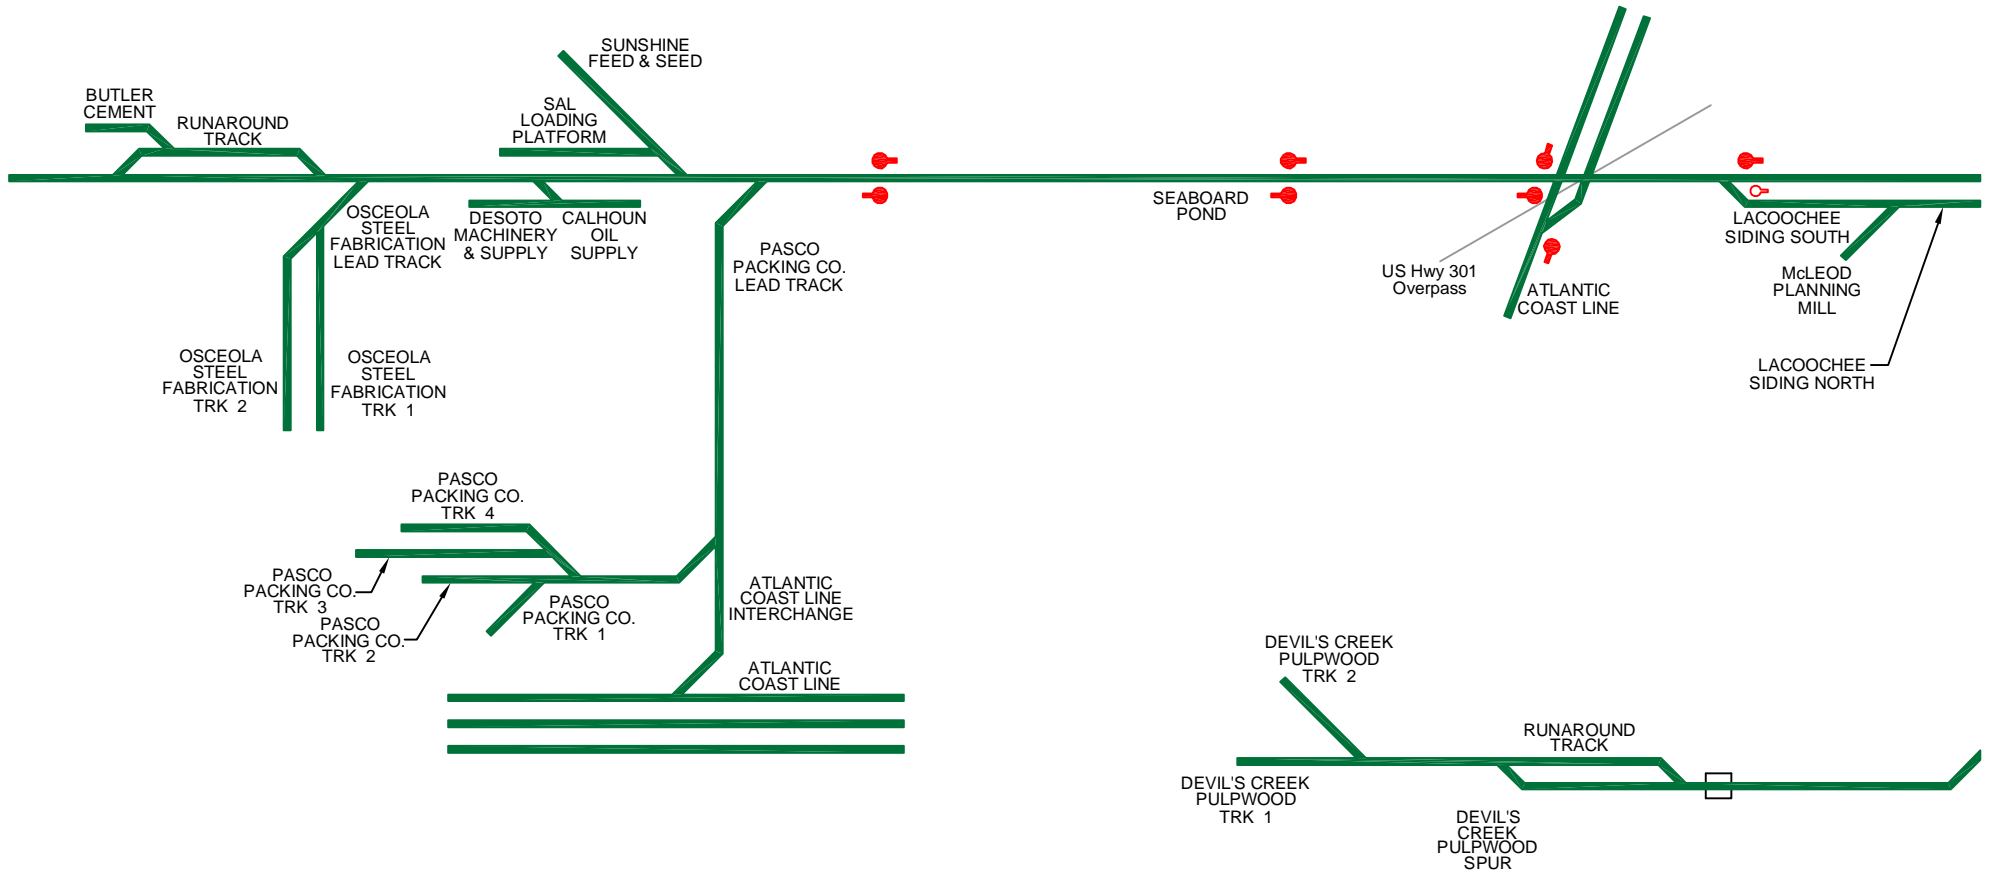 SUNSHINE
FEED & SEED
BUTLER
CEMENT
RUNAROUND
TRACK
SAL
LOADING
PLATFORM
OSCEOLA
STEEL
FABRICATION
LEAD TRACK
DESOTO
MACHINERY
& SUPPLY
CALHOUN
OIL
SUPPLY
PASCO
PACKING CO.
LEAD TRACK
SEABOARD
POND
US Hwy 301
Overpass
ATLANTIC
COAST LINE
LACOOCHEE
SIDING SOUTH
McLEOD
PLANNING
MILL
LACOOCHEE
SIDING NORTH
OSCEOLA
STEEL
FABRICATION
TRK 2
OSCEOLA
STEEL
FABRICATION
TRK 1
PASCO
PACKING CO.
TRK 4
PASCO
PACKING CO.
TRK 3
PASCO
PACKING CO.
TRK 2
PASCO
PACKING CO.
TRK 1
ATLANTIC
COAST LINE
INTERCHANGE
ATLANTIC
COAST LINE
DEVIL'S CREEK
PULPWOOD
TRK 2
RUNAROUND
TRACK
DEVIL'S CREEK
PULPWOOD
TRK 1
DEVIL'S
CREEK
PULPWOOD
SPUR